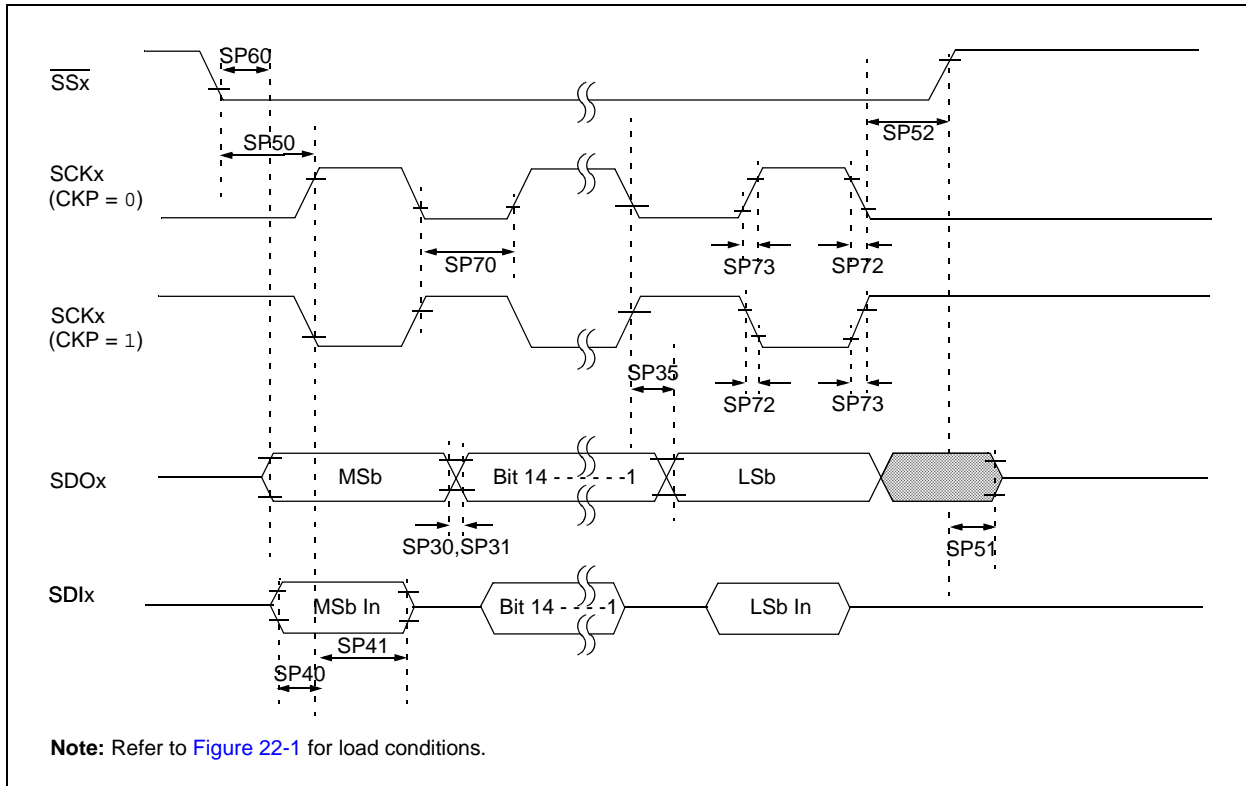 SP60
SSx
SP52
SP50
SCKx
(CKP = 0)
SP70
SP73
SP72
SCKx
(CKP = 1)
SP35
SP72
SP73
SDOx
MSb
Bit 14 - - - - - -1
LSb
SP30,SP31
SP51
SDIx
MSb In
Bit 14 - - - -1
LSb In
SP41
SP40
Note: Refer to Figure 22-1 for load conditions.